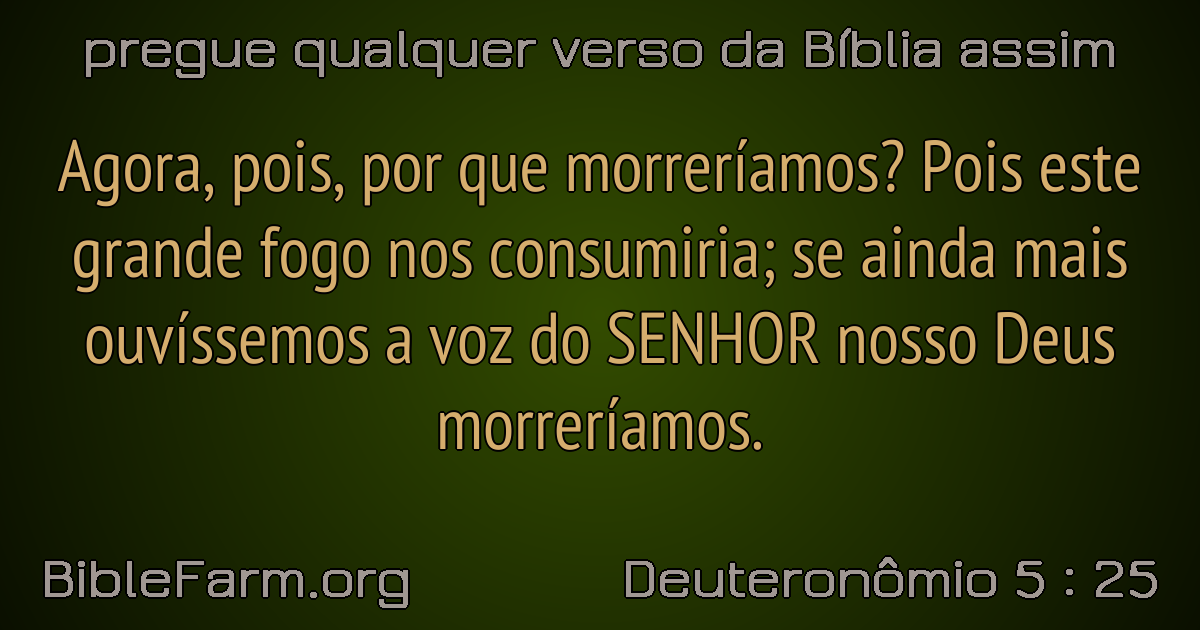 pregue qualquer verso da Bíblia assim
Agora, pois, por que morreríamos? Pois este
grande fogo nos consumiria; se ainda mais
ouvíssemos a voz do SENHOR nosso Deus
morreríamos.
BibleFarm.org
Deuteronômio 5 : 25